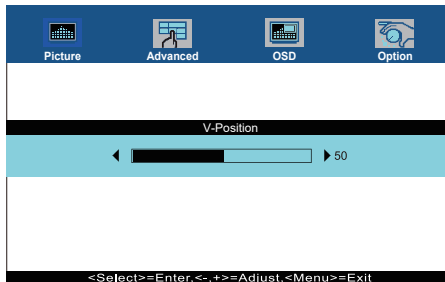 Picture Advanced OSD Option
V-Position
50
<Select>=Enter,<-,+>=Adjust,<Menu>=Exit